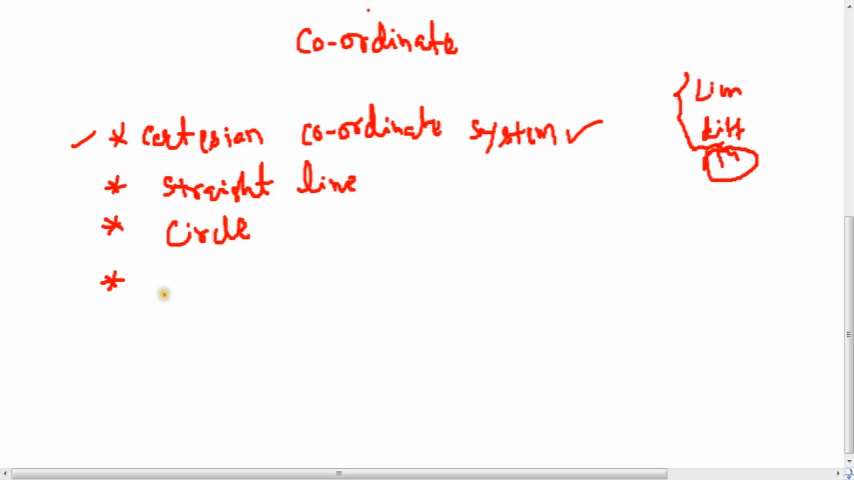 Co-ordinate
* Cartesian co-ordinate system
* Straight line
* Circle
*
Lim
diff